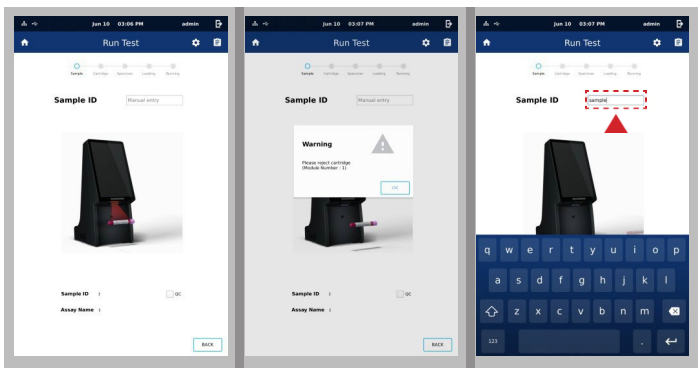 Jun 10 03:06 PM admin
Run Test
Sample Cartridge Specimen Loading Running
Sample ID Manual entry
Sample ID : QC
Assay Name :
BACK
Jun 10 03:07 PM admin
Run Test
Sample Cartridge Specimen Loading Running
Sample ID Manual entry
Warning
Please reject cartridge
(Module Number : 1)
OK
Sample ID : QC
Assay Name :
BACK
Jun 10 03:07 PM admin
Run Test
Sample Cartridge Specimen Loading Running
Sample ID sample
q w e r t y u i o p
a s d f g h j k l
z x c v b n m
123 .